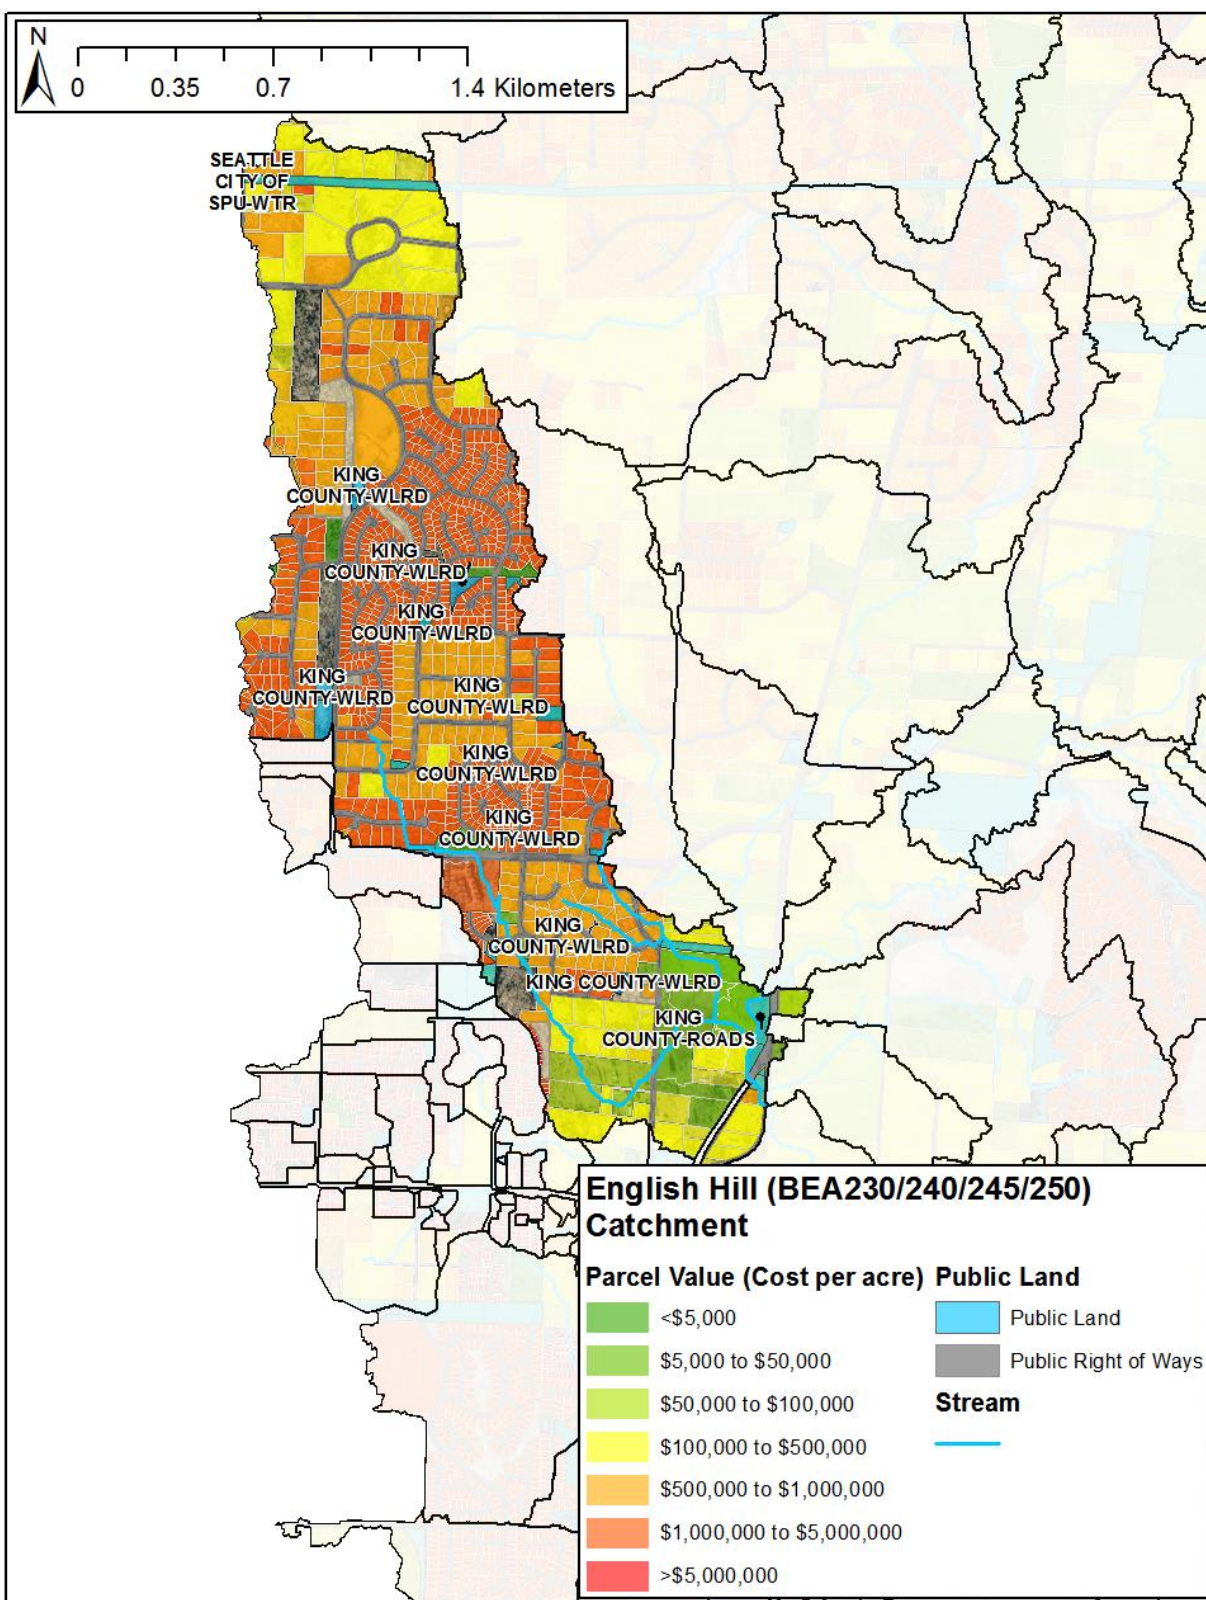 N
0 0.35 0.7 1.4 Kilometers
SEATTLE
CITY OF
SPU-WTR
KING
COUNTY-WLRD
KING
COUNTY-WLRD
KING
COUNTY-WLRD
KING
COUNTY-WLRD
KING
COUNTY-WLRD
KING
COUNTY-WLRD
KING
COUNTY-WLRD
KING
COUNTY-WLRD
KING COUNTY-WLRD
KING
COUNTY-ROADS
English Hill (BEA230/240/245/250)
Catchment
Parcel Value (Cost per acre)
<$5,000
$5,000 to $50,000
$50,000 to $100,000
$100,000 to $500,000
$500,000 to $1,000,000
$1,000,000 to $5,000,000
>$5,000,000
Public Land
Public Land
Public Right of Ways
Stream